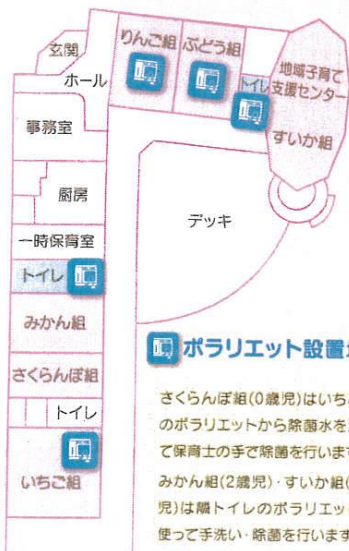 玄関
ホール
りんご組
ぶどう組
トイレ
地域子育て
支援センター
すいか組
事務室
厨房
一時保育室
トイレ
みかん組
さくらんぼ組
トイレ
いちご組
デッキ
ポラリエット設置
さくらんぼ組(0歳児)はいち
のポラリエットから除菌水を
て保育士の手で除菌を行いま
みかん組(2歳児)・すいか組(
児)は隣トイレのポラリエッ
使って手洗い・除菌を行います